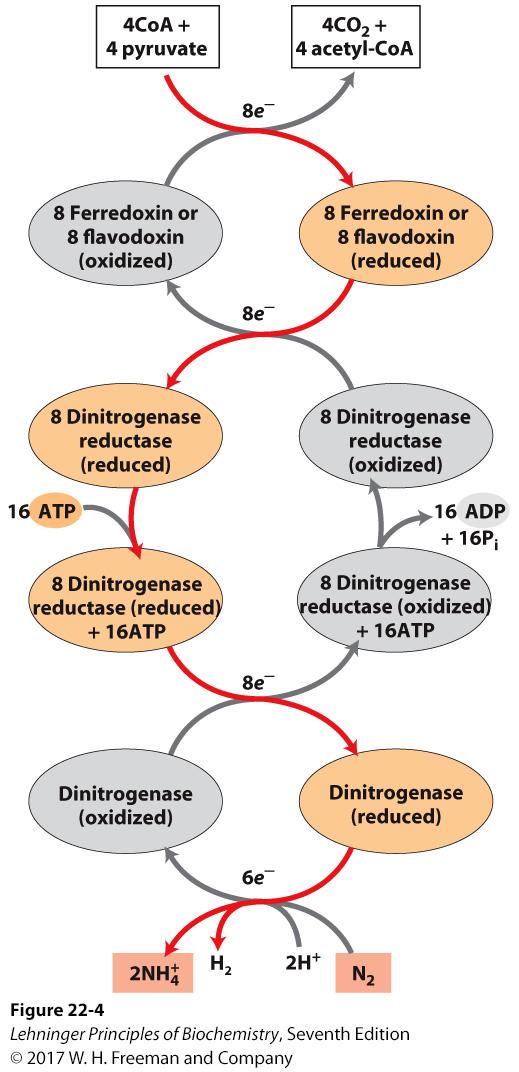 4CoA +
4 pyruvate
4CO₂ +
4 acetyl-CoA
8e⁻
8 Ferredoxin or
8 flavodoxin
(oxidized)
8 Ferredoxin or
8 flavodoxin
(reduced)
8e⁻
8 Dinitrogenase
reductase
(reduced)
8 Dinitrogenase
reductase
(oxidized)
16 ATP
16 ADP
+ 16Pᵢ
8 Dinitrogenase
reductase (reduced)
+ 16ATP
8 Dinitrogenase
reductase (oxidized)
+ 16ATP
8e⁻
Dinitrogenase
(oxidized)
Dinitrogenase
(reduced)
6e⁻
2NH₄⁺
H₂
2H⁺
N₂
Figure 22-4
Lehninger Principles of Biochemistry, Seventh Edition
© 2017 W. H. Freeman and Company